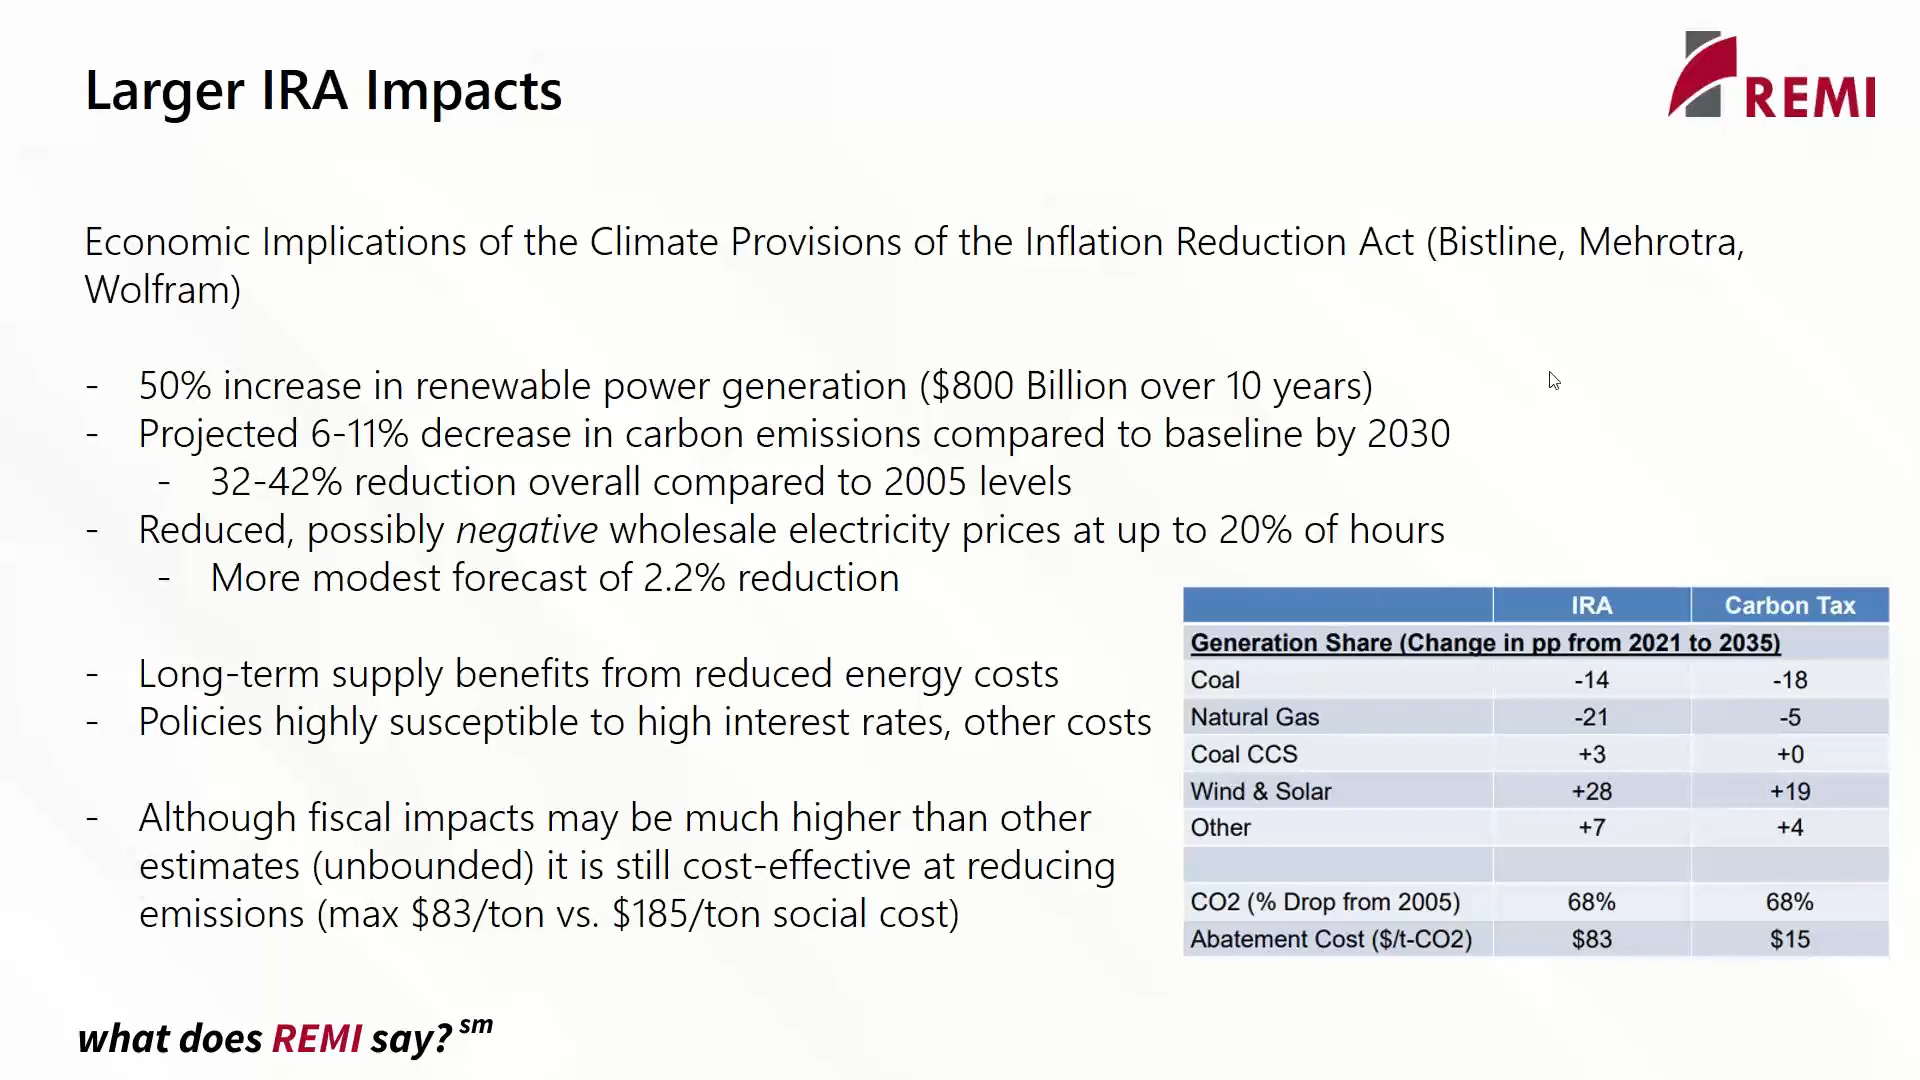 Larger IRA Impacts
REMI
Economic Implications of the Climate Provisions of the Inflation Reduction Act (Bistline, Mehrotra,
Wolfram)
- 50% increase in renewable power generation ($800 Billion over 10 years)
- Projected 6-11% decrease in carbon emissions compared to baseline by 2030
- 32-42% reduction overall compared to 2005 levels
- Reduced, possibly negative wholesale electricity prices at up to 20% of hours
- More modest forecast of 2.2% reduction
- Long-term supply benefits from reduced energy costs
- Policies highly susceptible to high interest rates, other costs
- Although fiscal impacts may be much higher than other
estimates (unbounded) it is still cost-effective at reducing
emissions (max $83/ton vs. $185/ton social cost)
IRA Carbon Tax
Generation Share (Change in pp from 2021 to 2035)
Coal -14 -18
Natural Gas -21 -5
Coal CCS +3 +0
Wind & Solar +28 +19
Other +7 +4
CO2 (% Drop from 2005) 68% 68%
Abatement Cost ($/t-CO2) $83 $15
what does REMI say? sm